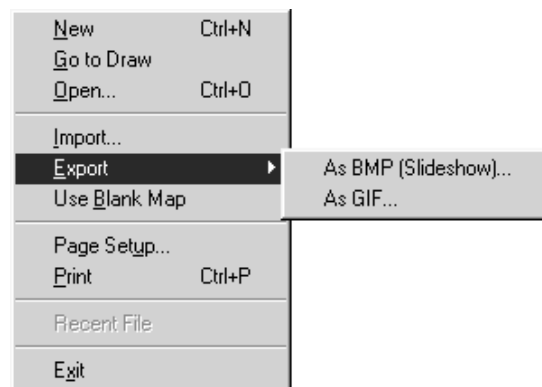 New Ctrl+N
Go to Draw
Open... Ctrl+O
Import...
Export
As BMP (Slideshow)...
Use Blank Map
As GIF...
Page Setup...
Print Ctrl+P
Recent File
Exit